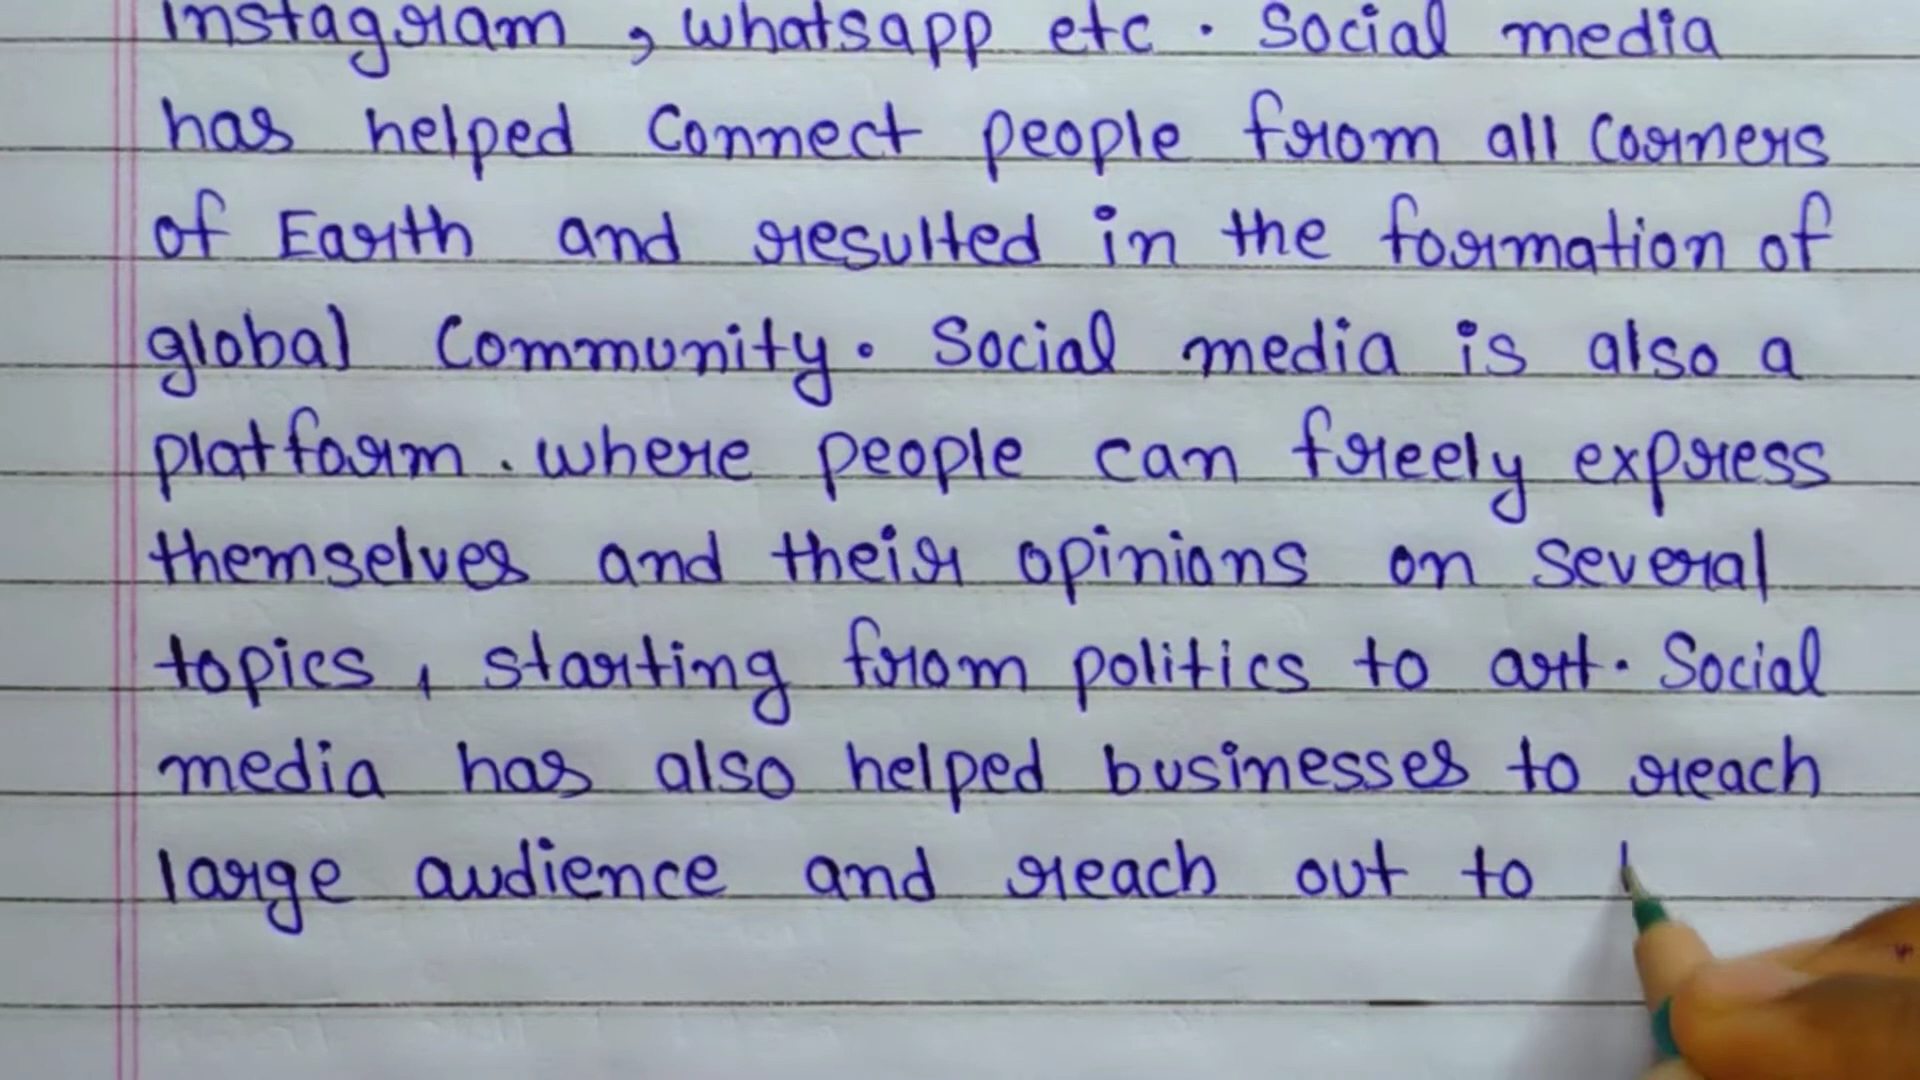 Instagram , whatsapp etc . Social media
has helped Connect people from all Corners
of Earth and resulted in the formation of
global Community. Social media is also a
platform . where people can freely express
themselves and their opinions on several
topics, starting from politics to art. Social
media has also helped businesses to reach
large audience and reach out to